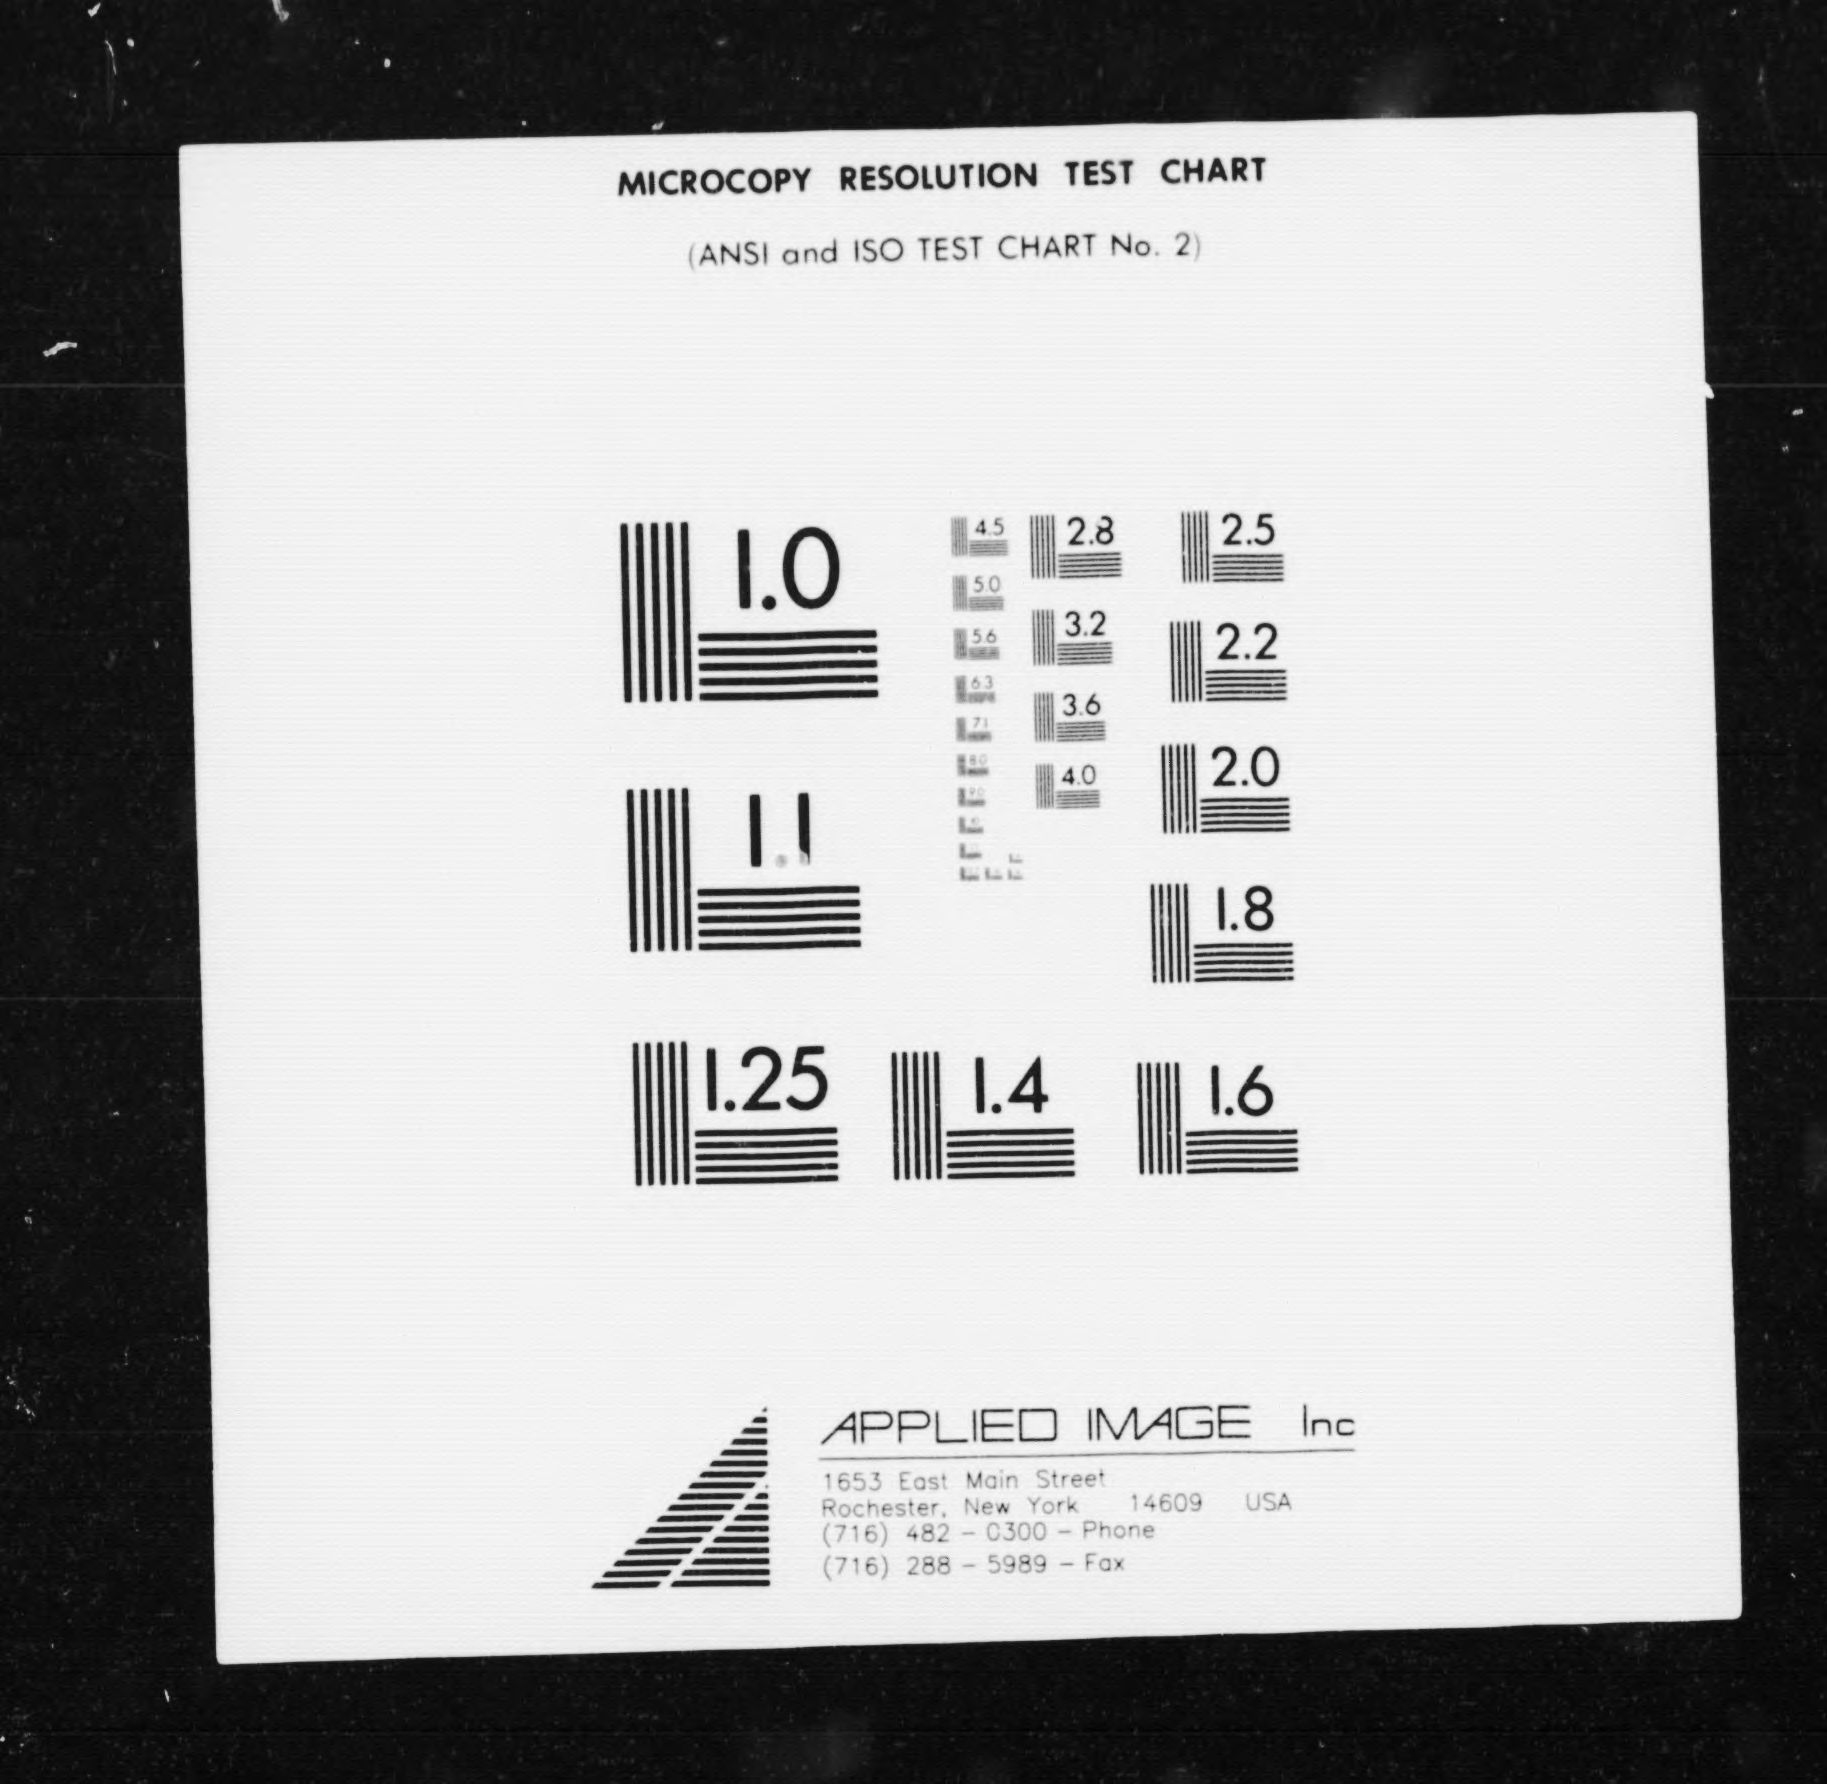 MICROCOPY RESOLUTION TEST CHART
(ANSI and ISO TEST CHART No. 2)
1.0
1.1
1.25
1.4
1.6
1.8
2.0
2.2
2.5
2.8
3.2
3.6
4.0
4.5
5.0
5.6
6.3
7.1
8.0
9.0
APPLIED IMAGE Inc
1653 East Main Street
Rochester, New York 14609 USA
(716) 482 - 0300 - Phone
(716) 288 - 5989 - Fax